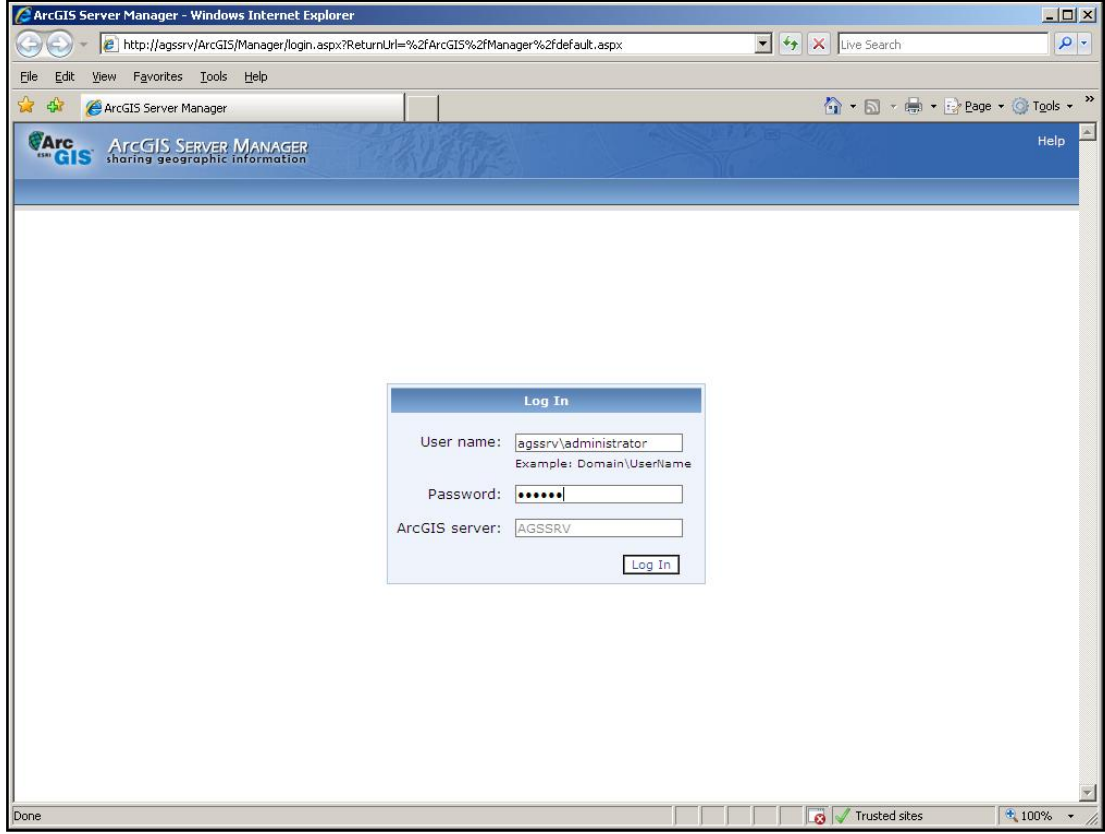 ArcGIS Server Manager - Windows Internet Explorer
http://agssrv/ArcGIS/Manager/login.aspx?ReturnUrl=%2fArcGIS%2fManager%2fdefault.aspx
Live Search
File Edit View Favorites Tools Help
ArcGIS Server Manager
Page Tools »
Arc GIS ESRI
ArcGIS Server Manager
sharing geographic information
Help
Log In
User name: agssrv\administrator
Example: Domain\UserName
Password: ••••••
ArcGIS server: AGSSRV
Log In
Done
Trusted sites
100%